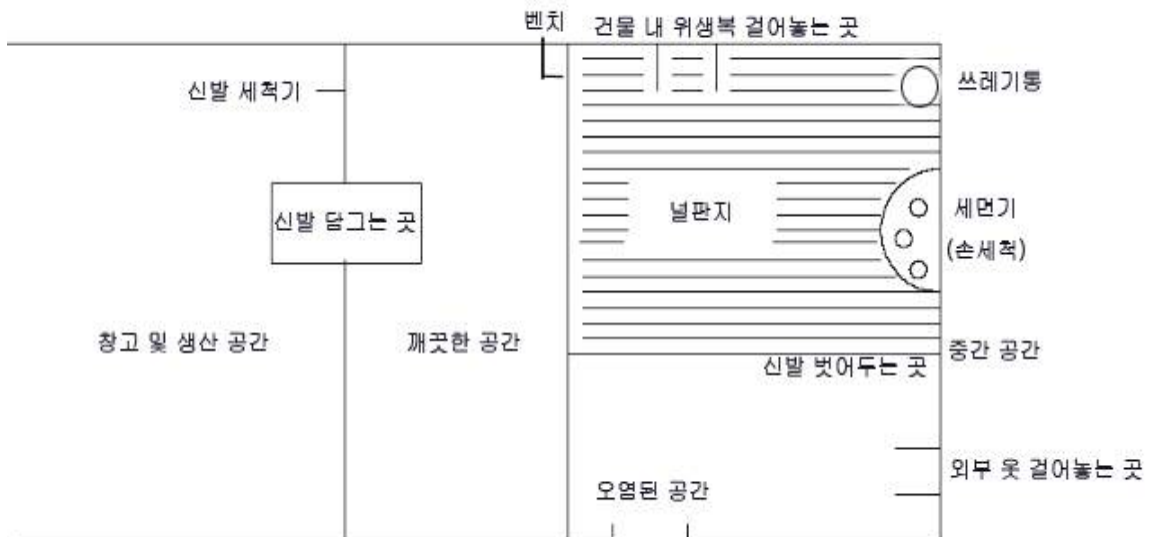 벤치
건물 내 위생복 걸어놓는 곳
신발 세척기
쓰레기통
신발 담그는 곳
널판지
세면기
(손세척)
창고 및 생산 공간
깨끗한 공간
중간 공간
신발 벗어두는 곳
외부 옷 걸어놓는 곳
오염된 공간